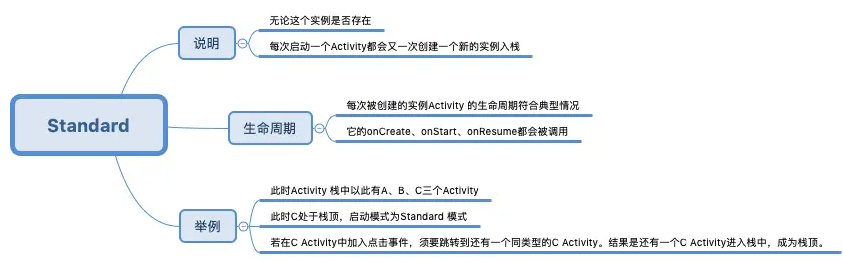 Standard
说明
无论这个实例是否存在
每次启动一个Activity都会又一次创建一个新的实例入栈
生命周期
每次被创建的实例Activity 的生命周期符合典型情况
它的onCreate、onStart、onResume都会被调用
举例
此时Activity 栈中以此有A、B、C三个Activity
此时C处于栈顶，启动模式为Standard 模式
若在C Activity中加入点击事件，须要跳转到还有一个同类型的C Activity。结果是还有一个C Activity进入栈中，成为栈顶。